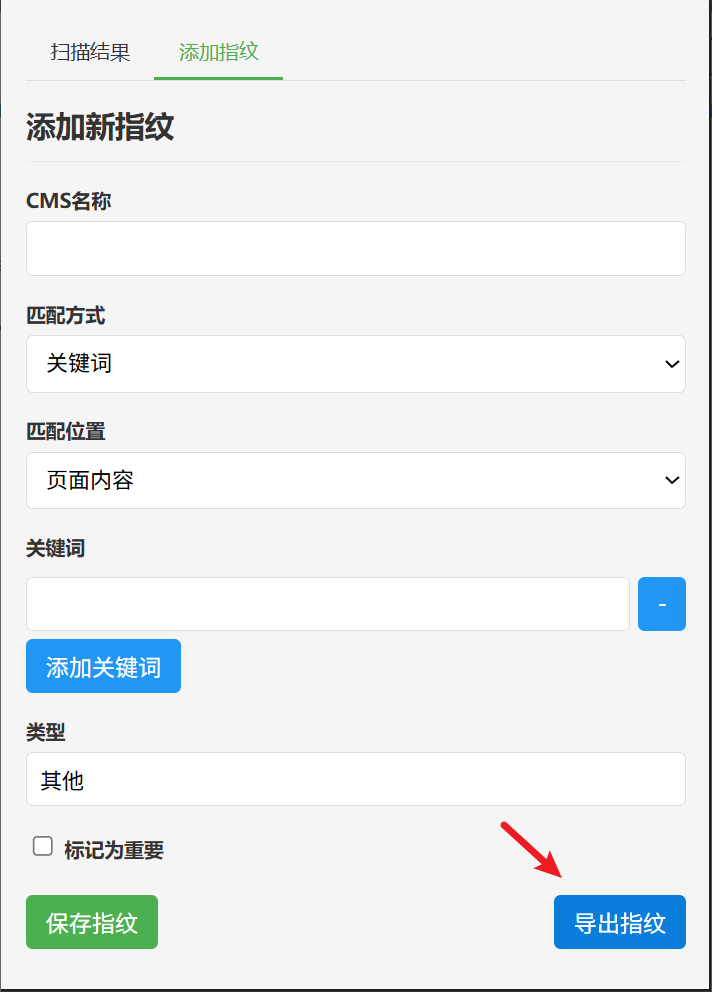 扫描结果 添加指纹
添加新指纹
CMS名称
匹配方式
关键词
匹配位置
页面内容
关键词
-
添加关键词
类型
其他
标记为重要
保存指纹 导出指纹